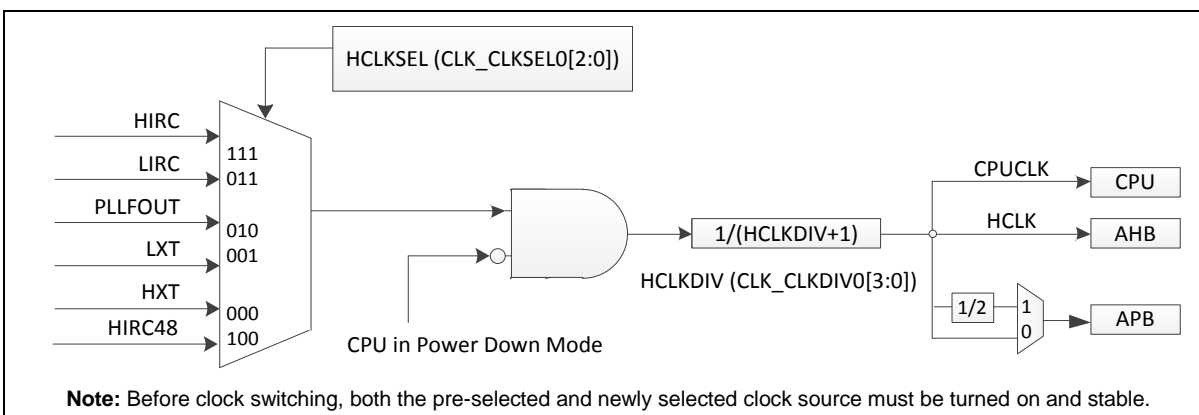 HCLKSEL (CLK_CLKSEL0[2:0])
HIRC
111
LIRC
011
PLLFOUT
010
LXT
001
HXT
000
HIRC48
100
CPU in Power Down Mode
1/(HCLKDIV+1)
HCLKDIV (CLK_CLKDIV0[3:0])
CPUCLK
CPU
HCLK
AHB
1/2
1
0
APB
Note: Before clock switching, both the pre-selected and newly selected clock source must be turned on and stable.